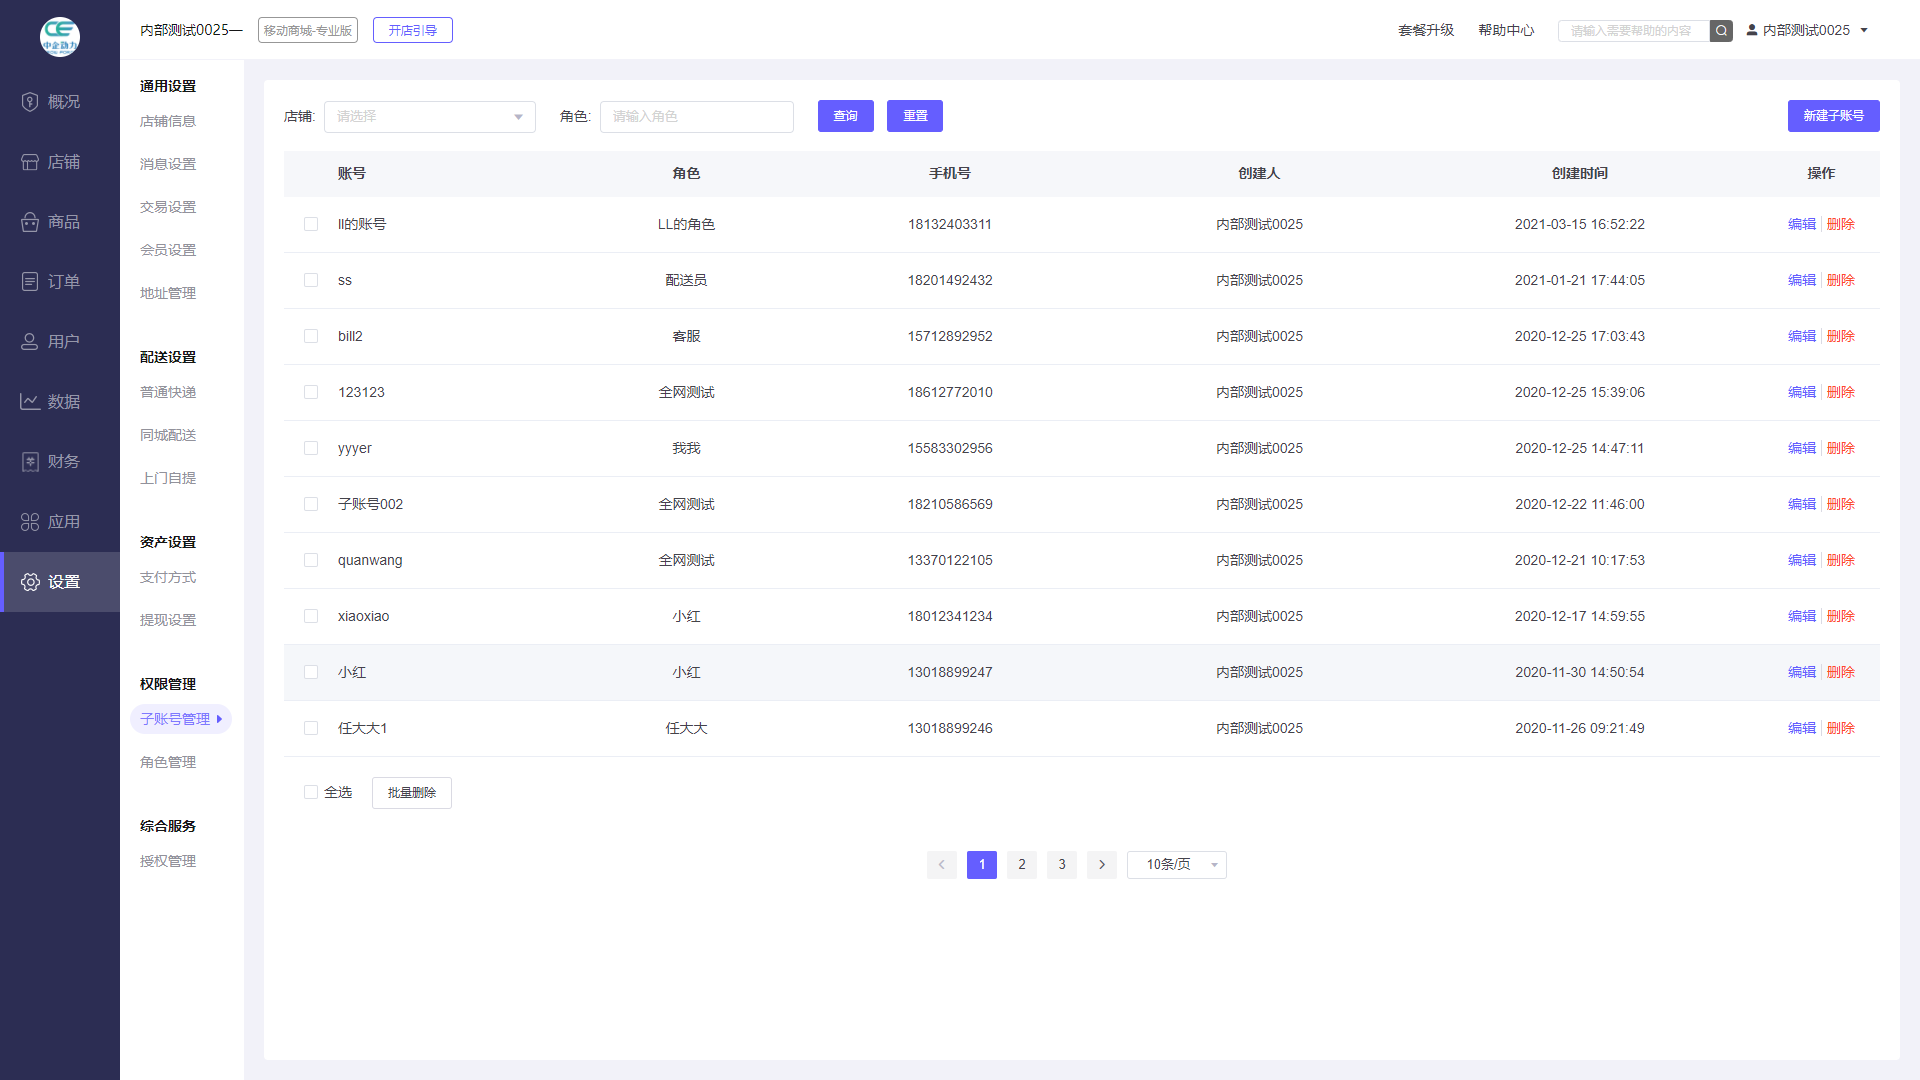 内部测试0025—
移动商城-专业版
开店引导
套餐升级
帮助中心
请输入需要帮助的内容
内部测试0025
中企动力
概况
店铺
商品
订单
用户
数据
财务
应用
设置
通用设置
店铺信息
消息设置
交易设置
会员设置
地址管理
配送设置
普通快递
同城配送
上门自提
资产设置
支付方式
提现设置
权限管理
子账号管理
角色管理
综合服务
授权管理
店铺: 请选择 角色: 请输入角色 查询 重置 新建子账号
账号 角色 手机号 创建人 创建时间 操作
ll的账号 LL的角色 18132403311 内部测试0025 2021-03-15 16:52:22 编辑 删除
ss 配送员 18201492432 内部测试0025 2021-01-21 17:44:05 编辑 删除
bill2 客服 15712892952 内部测试0025 2020-12-25 17:03:43 编辑 删除
123123 全网测试 18612772010 内部测试0025 2020-12-25 15:39:06 编辑 删除
yyyer 我我 15583302956 内部测试0025 2020-12-25 14:47:11 编辑 删除
子账号002 全网测试 18210586569 内部测试0025 2020-12-22 11:46:00 编辑 删除
quanwang 全网测试 13370122105 内部测试0025 2020-12-21 10:17:53 编辑 删除
xiaoxiao 小红 18012341234 内部测试0025 2020-12-17 14:59:55 编辑 删除
小红 小红 13018899247 内部测试0025 2020-11-30 14:50:54 编辑 删除
任大大1 任大大 13018899246 内部测试0025 2020-11-26 09:21:49 编辑 删除
全选 批量删除
1 2 3 10条/页